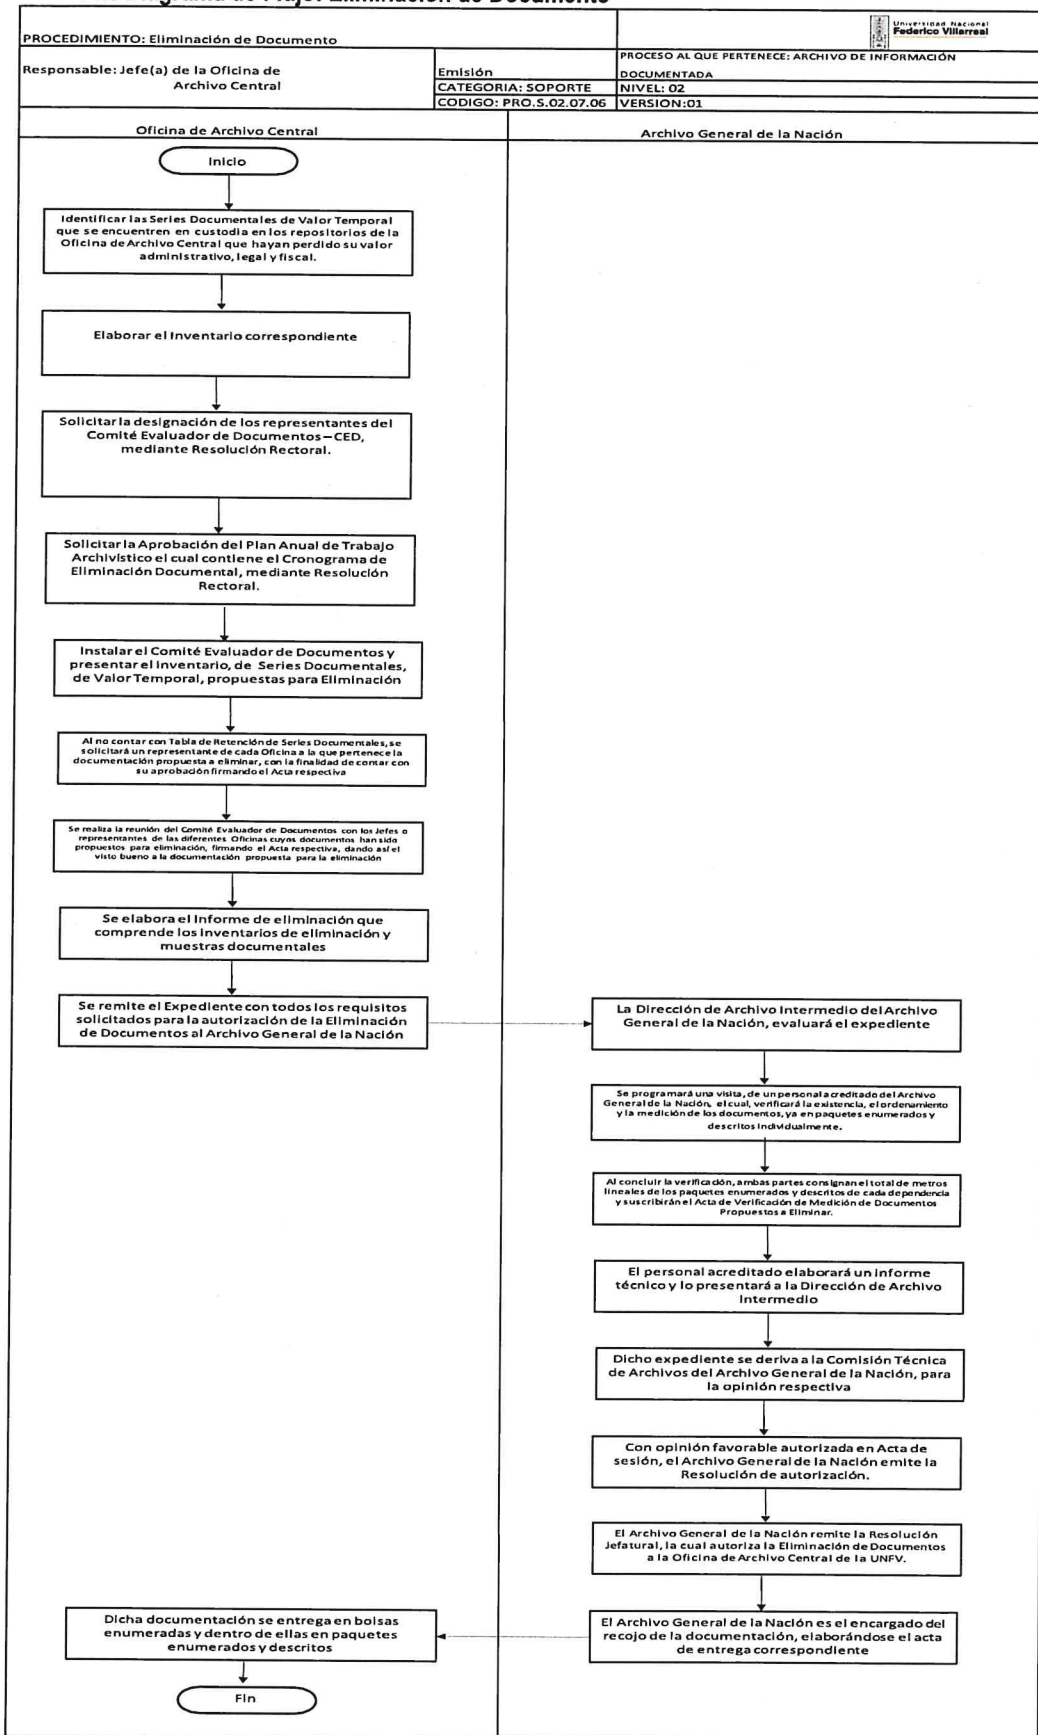 Diagrama de Flujo: Eliminación de Documento
PROCEDIMIENTO: Eliminación de Documento
Universidad Nacional
Federico Villarreal
Responsable: Jefe(a) de la Oficina de
Archivo Central
Emisión
PROCESO AL QUE PERTENECE: ARCHIVO DE INFORMACIÓN
DOCUMENTADA
CATEGORIA: SOPORTE
NIVEL: 02
CODIGO: PRO.S.02.07.06
VERSION:01
Oficina de Archivo Central
Archivo General de la Nación
Inicio
Identificar las Series Documentales de Valor Temporal
que se encuentren en custodia en los repositorios de la
Oficina de Archivo Central que hayan perdido su valor
administrativo, legal y fiscal.
Elaborar el Inventario correspondiente
Solicitar la designación de los representantes del
Comité Evaluador de Documentos – CED,
mediante Resolución Rectoral.
Solicitar la Aprobación del Plan Anual de Trabajo
Archivístico el cual contiene el Cronograma de
Eliminación Documental, mediante Resolución
Rectoral.
Instalar el Comité Evaluador de Documentos y
presentar el Inventario, de Series Documentales,
de Valor Temporal, propuestas para Eliminación
Al no contar con Tabla de Retención de Series Documentales, se
solicitará un representante de cada Oficina a la que pertenece la
documentación propuesta a eliminar, con la finalidad de contar con
su aprobación firmando el Acta respectiva
Se realiza la reunión del Comité Evaluador de Documentos con los Jefes o
representantes de las diferentes Oficinas cuyos documentos han sido
propuestos para eliminación, firmando el Acta respectiva, dando así el
visto bueno a la documentación propuesta para la eliminación
Se elabora el Informe de eliminación que
comprende los inventarios de eliminación y
muestras documentales
Se remite el Expediente con todos los requisitos
solicitados para la autorización de la Eliminación
de Documentos al Archivo General de la Nación
La Dirección de Archivo Intermedio del Archivo
General de la Nación, evaluará el expediente
Se programará una visita, de un personal acreditado del Archivo
General de la Nación, el cual, verificará la existencia, el ordenamiento
y la medición de los documentos, ya en paquetes enumerados y
descritos individualmente.
Al concluir la verificación, ambas partes consignan el total de metros
lineales de los paquetes enumerados y descritos de cada dependencia
y suscribirán el Acta de Verificación de Medición de Documentos
Propuestos a Eliminar.
El personal acreditado elaborará un informe
técnico y lo presentará a la Dirección de Archivo
Intermedio
Dicho expediente se deriva a la Comisión Técnica
de Archivos del Archivo General de la Nación, para
la opinión respectiva
Con opinión favorable autorizada en Acta de
sesión, el Archivo General de la Nación emite la
Resolución de autorización.
El Archivo General de la Nación remite la Resolución
Jefatural, la cual autoriza la Eliminación de Documentos
a la Oficina de Archivo Central de la UNFV.
El Archivo General de la Nación es el encargado del
recojo de la documentación, elaborándose el acta
de entrega correspondiente
Dicha documentación se entrega en bolsas
enumeradas y dentro de ellas en paquetes
enumerados y descritos
Fin